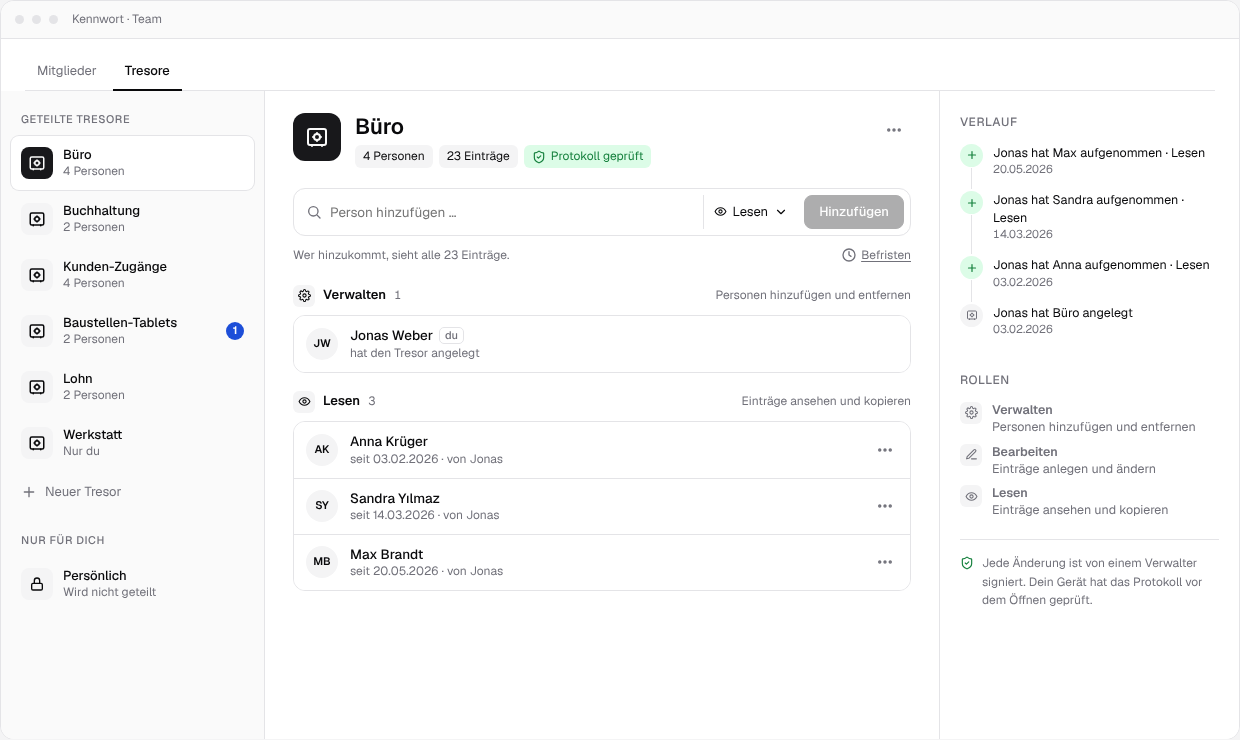 Kennwort · Team
Mitglieder
Tresore
GETEILTE TRESORE
Büro
4 Personen
Buchhaltung
2 Personen
Kunden-Zugänge
4 Personen
Baustellen-Tablets
2 Personen
1
Lohn
2 Personen
Werkstatt
Nur du
Neuer Tresor
NUR FÜR DICH
Persönlich
Wird nicht geteilt
Büro
4 Personen
23 Einträge
Protokoll geprüft
Person hinzufügen …
Lesen
Hinzufügen
Wer hinzukommt, sieht alle 23 Einträge.
Befristen
Verwalten 1
Personen hinzufügen und entfernen
JW
Jonas Weber du
hat den Tresor angelegt
Lesen 3
Einträge ansehen und kopieren
AK
Anna Krüger
seit 03.02.2026 · von Jonas
SY
Sandra Yılmaz
seit 14.03.2026 · von Jonas
MB
Max Brandt
seit 20.05.2026 · von Jonas
VERLAUF
Jonas hat Max aufgenommen · Lesen
20.05.2026
Jonas hat Sandra aufgenommen ·
Lesen
14.03.2026
Jonas hat Anna aufgenommen · Lesen
03.02.2026
Jonas hat Büro angelegt
03.02.2026
ROLLEN
Verwalten
Personen hinzufügen und entfernen
Bearbeiten
Einträge anlegen und ändern
Lesen
Einträge ansehen und kopieren
Jede Änderung ist von einem Verwalter
signiert. Dein Gerät hat das Protokoll vor
dem Öffnen geprüft.